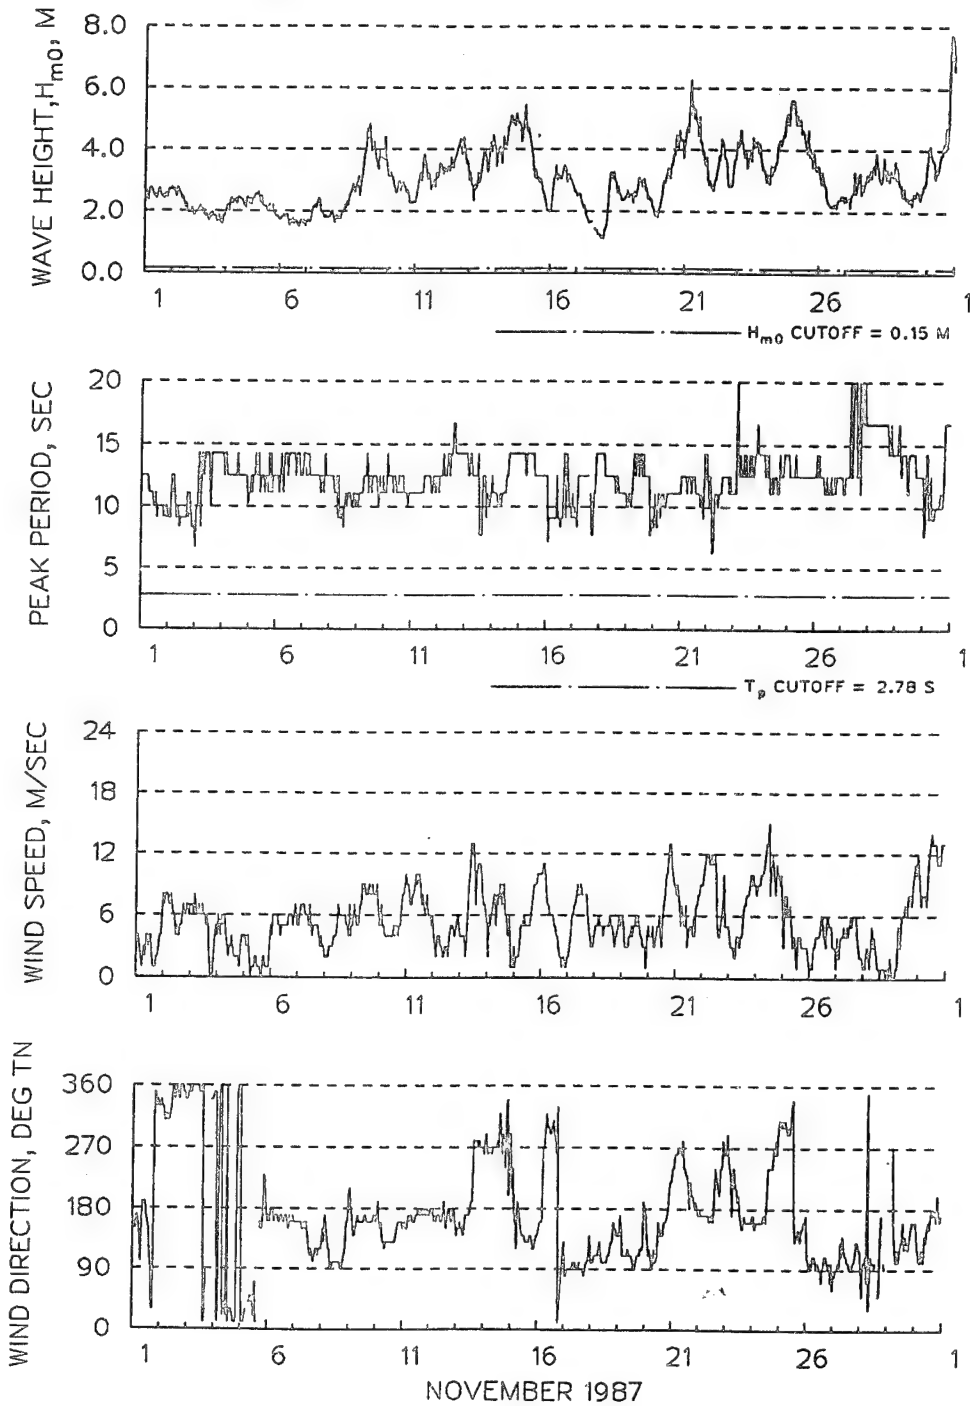 WAVE HEIGHT, Hm0, M
8.0
6.0
4.0
2.0
0.0
1 6 11 16 21 26 1
Hm0 CUTOFF = 0.15 M
PEAK PERIOD, SEC
20
15
10
5
0
1 6 11 16 21 26 1
Tp CUTOFF = 2.78 S
WIND SPEED, M/SEC
24
18
12
6
0
1 6 11 16 21 26 1
WIND DIRECTION, DEG TN
360
270
180
90
0
1 6 11 16 21 26 1
NOVEMBER 1987